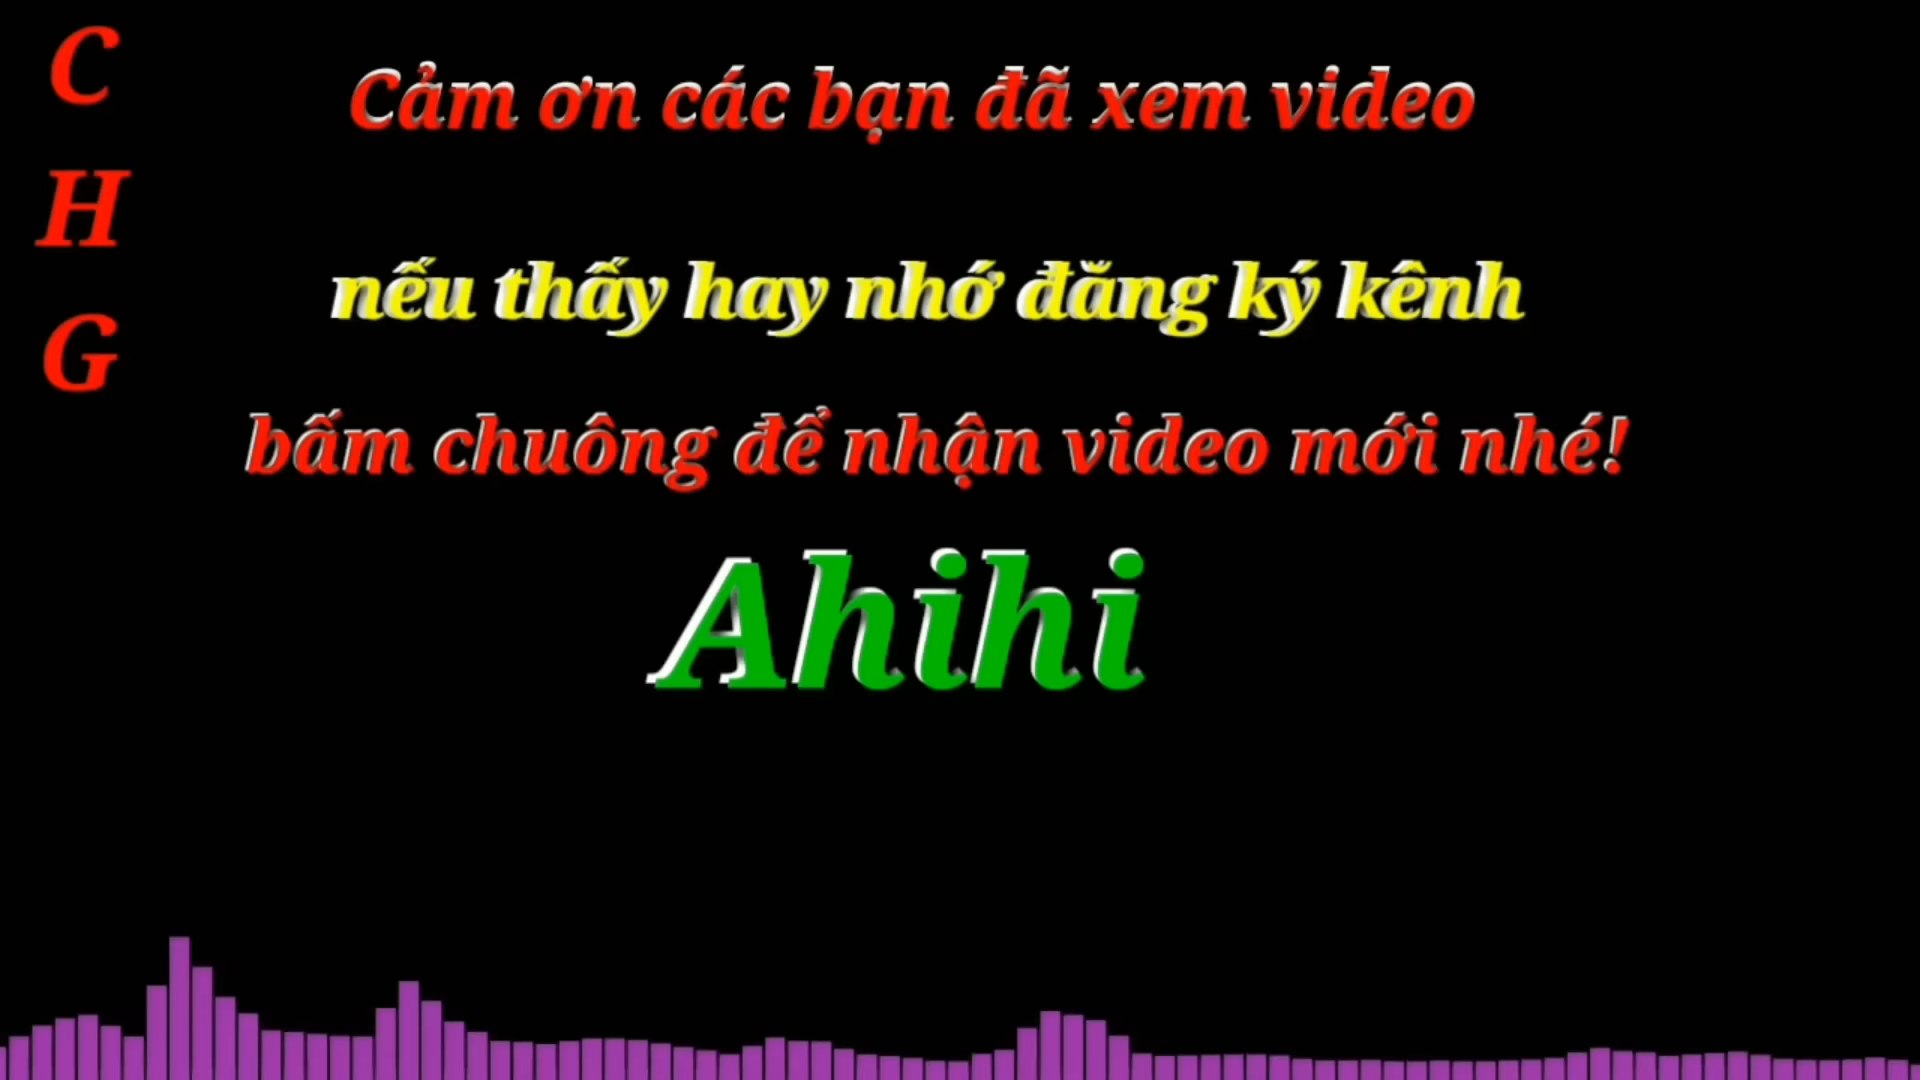 C
H
G
Cảm ơn các bạn đã xem video
nếu thấy hay nhớ đăng ký kênh
bấm chuông để nhận video mới nhé!
Ahihi